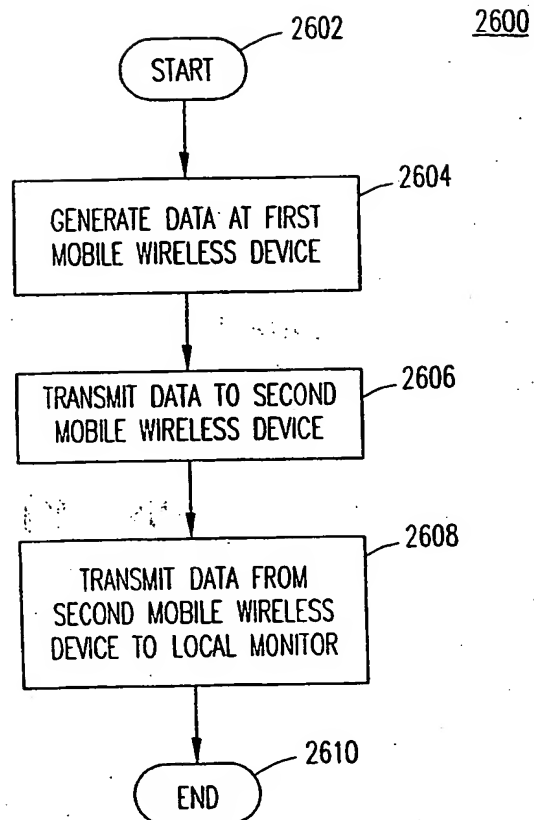 2600
2602
START
2604
GENERATE DATA AT FIRST
MOBILE WIRELESS DEVICE
2606
TRANSMIT DATA TO SECOND
MOBILE WIRELESS DEVICE
2608
TRANSMIT DATA FROM
SECOND MOBILE WIRELESS
DEVICE TO LOCAL MONITOR
2610
END